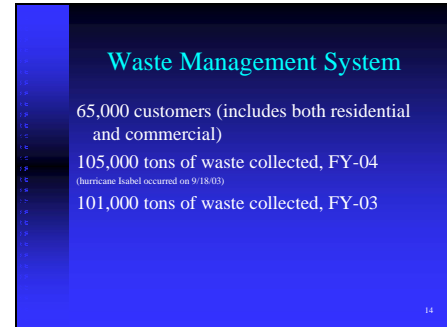 Waste Management System
65,000 customers (includes both residential
and commercial)
105,000 tons of waste collected, FY-04
(hurricane Isabel occurred on 9/18/03)
101,000 tons of waste collected, FY-03
14